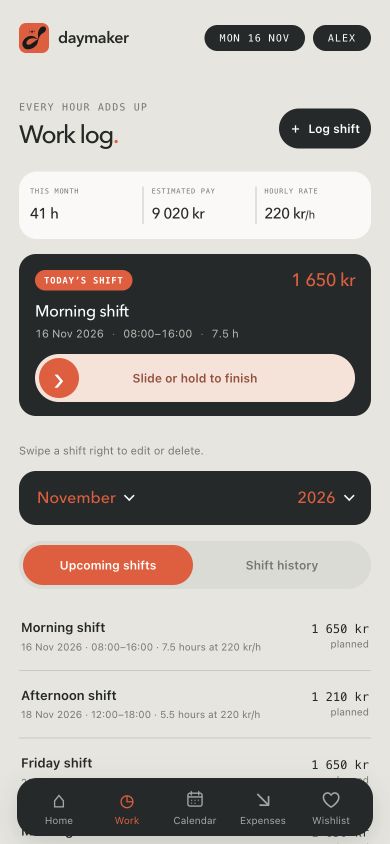 daymaker
MON 16 NOV
ALEX
EVERY HOUR ADDS UP
Work log.
+ Log shift
THIS MONTH
41 h
ESTIMATED PAY
9 020 kr
HOURLY RATE
220 kr/h
TODAY'S SHIFT
1 650 kr
Morning shift
16 Nov 2026 · 08:00–16:00 · 7.5 h
Slide or hold to finish
Swipe a shift right to edit or delete.
November
2026
Upcoming shifts
Shift history
Morning shift
1 650 kr
16 Nov 2026 · 08:00–16:00 · 7.5 hours at 220 kr/h
planned
Afternoon shift
1 210 kr
18 Nov 2026 · 12:00–18:00 · 5.5 hours at 220 kr/h
planned
Friday shift
1 650 kr
Home
Work
Calendar
Expenses
Wishlist